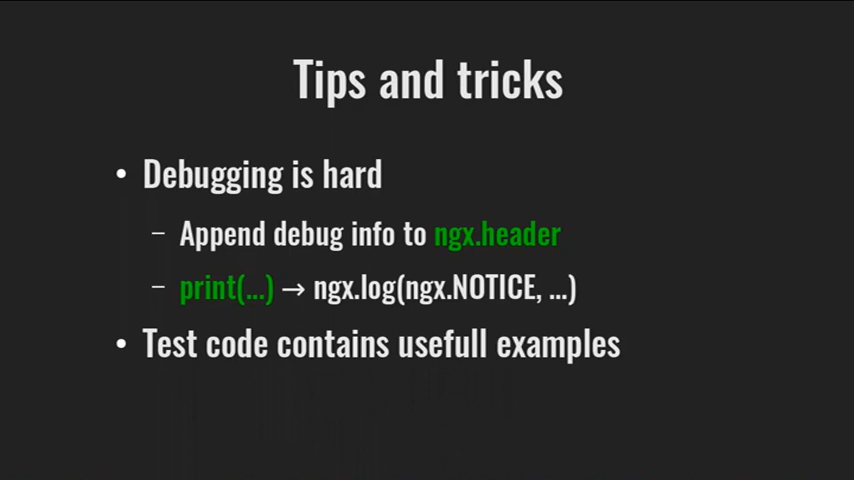 Tips and tricks
• Debugging is hard
– Append debug info to ngx.header
– print(...) → ngx.log(ngx.NOTICE, ...)
• Test code contains usefull examples